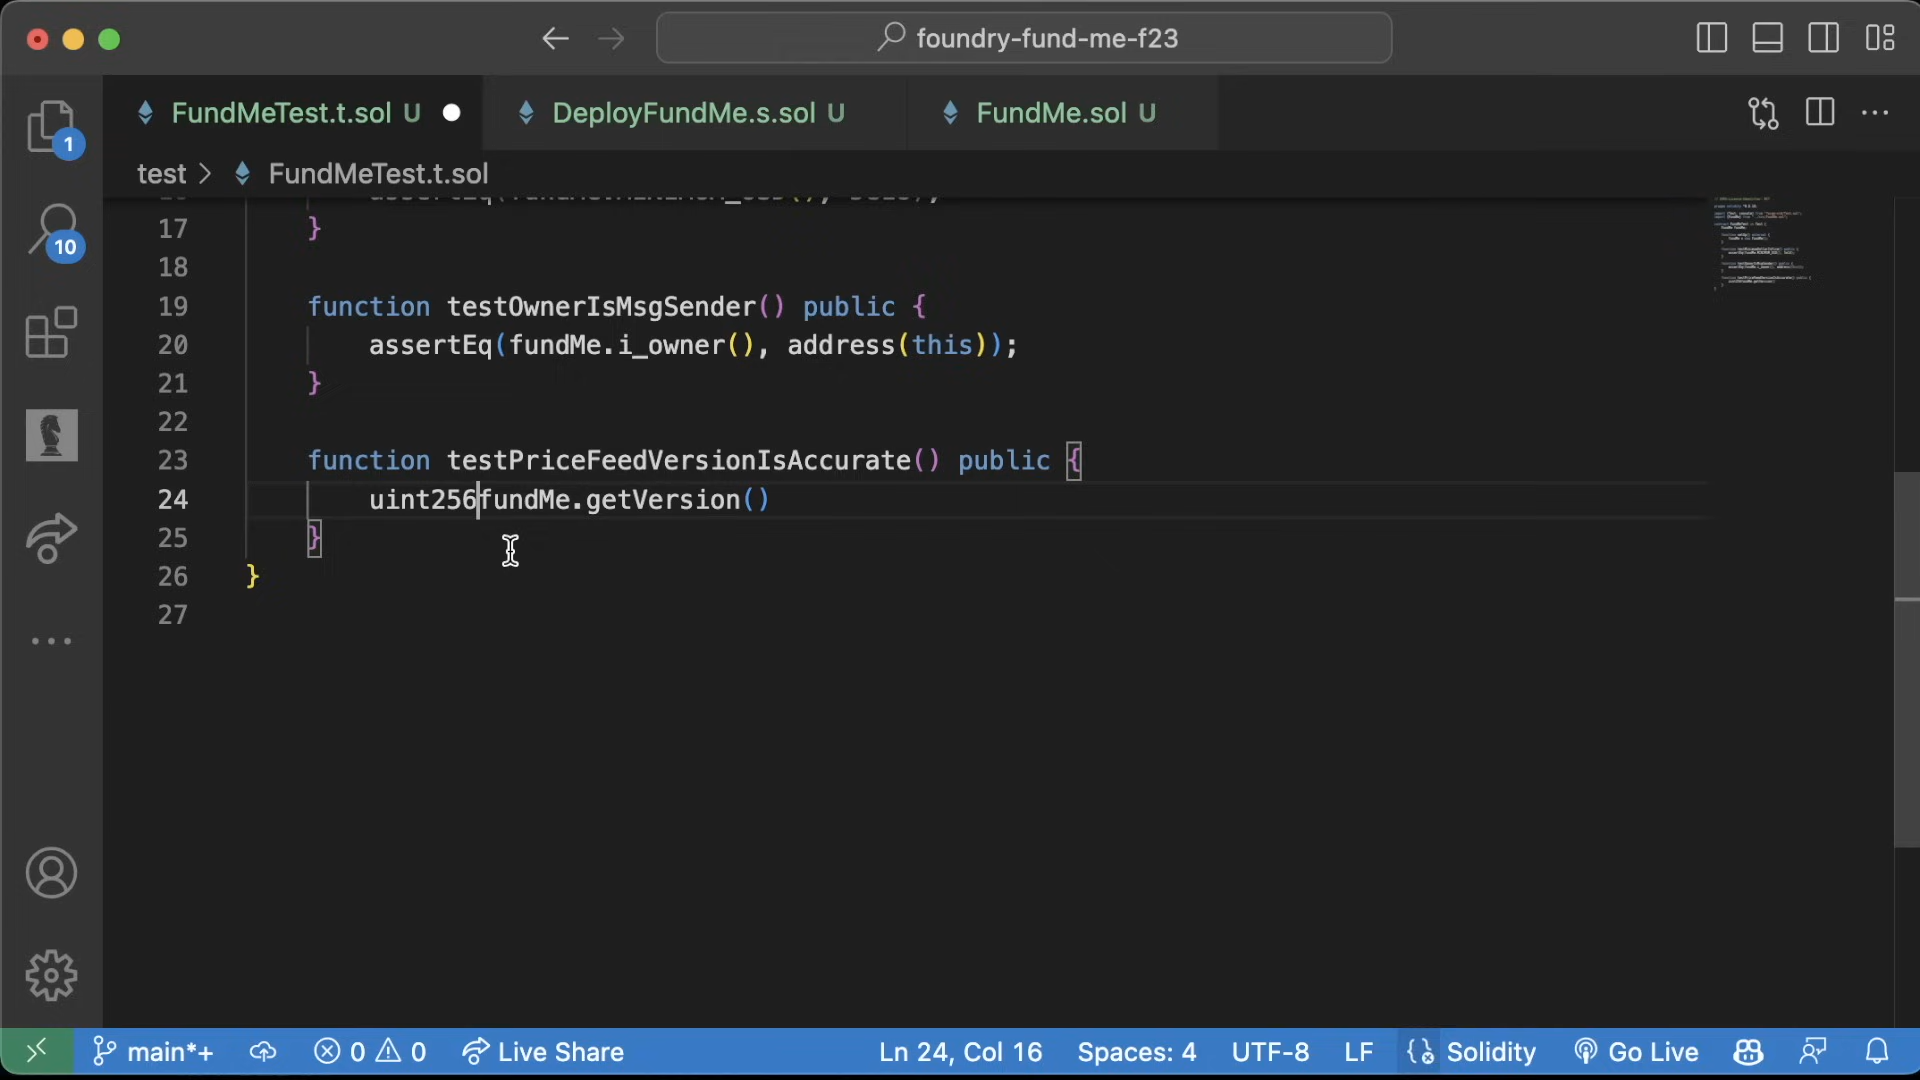 foundry-fund-me-f23
FundMeTest.t.sol U
DeployFundMe.s.sol U
FundMe.sol U
1
test > FundMeTest.t.sol
17 }
18
10
19 function testOwnerIsMsgSender() public {
20 assertEq(fundMe.i_owner(), address(this));
21 }
22
23 function testPriceFeedVersionIsAccurate() public {
24 uint256fundMe.getVersion()
25 }
26 }
27
main*+
0
0
Live Share
Ln 24, Col 16
Spaces: 4
UTF-8
LF
Solidity
Go Live